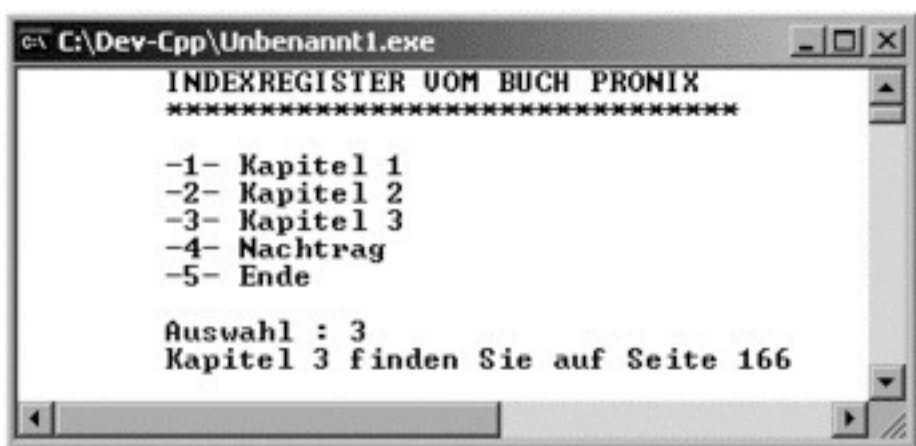 C:\Dev-Cpp\Unbenannt1.exe
INDEXREGISTER VOM BUCH PRONIX
*******************************
-1- Kapitel 1
-2- Kapitel 2
-3- Kapitel 3
-4- Nachtrag
-5- Ende
Auswahl : 3
Kapitel 3 finden Sie auf Seite 166